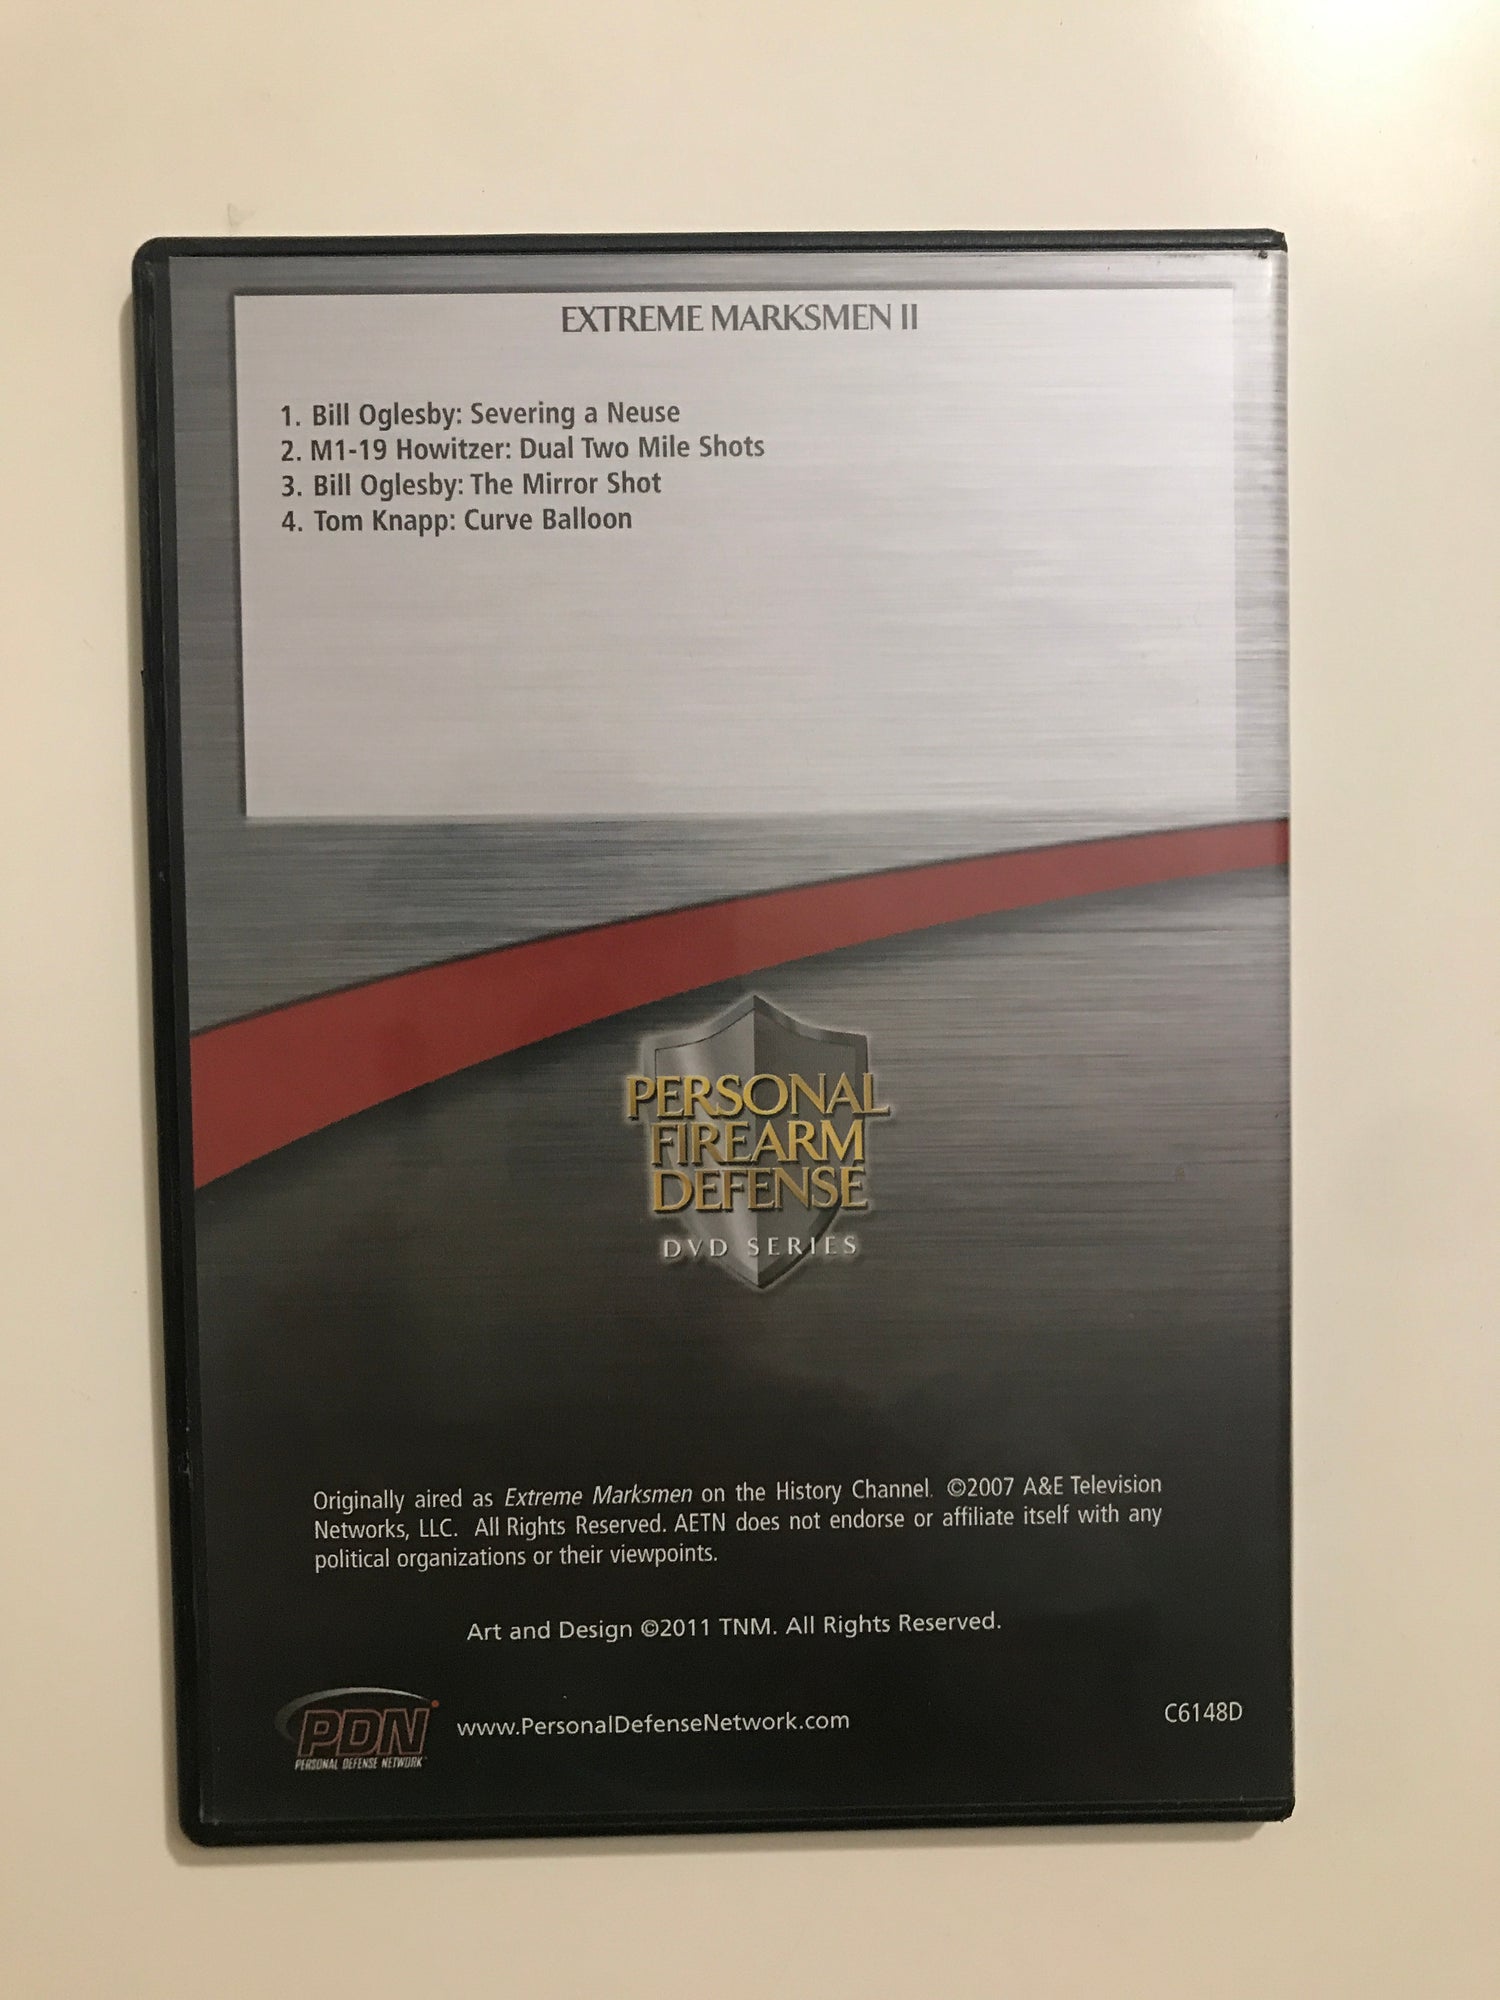 EXTREME MARKSMEN II
1. Bill Oglesby: Severing a Neuse
2. M1-19 Howitzer: Dual Two Mile Shots
3. Bill Oglesby: The Mirror Shot
4. Tom Knapp: Curve Balloon
PERSONAL
FIREARM
DEFENSE
DVD SERIES
Originally aired as Extreme Marksmen on the History Channel. ©2007 A&E Television
Networks, LLC. All Rights Reserved. AETN does not endorse or affiliate itself with any
political organizations or their viewpoints.
Art and Design ©2011 TNM. All Rights Reserved.
PDN
PERSONAL DEFENSE NETWORK
www.PersonalDefenseNetwork.com
C6148D